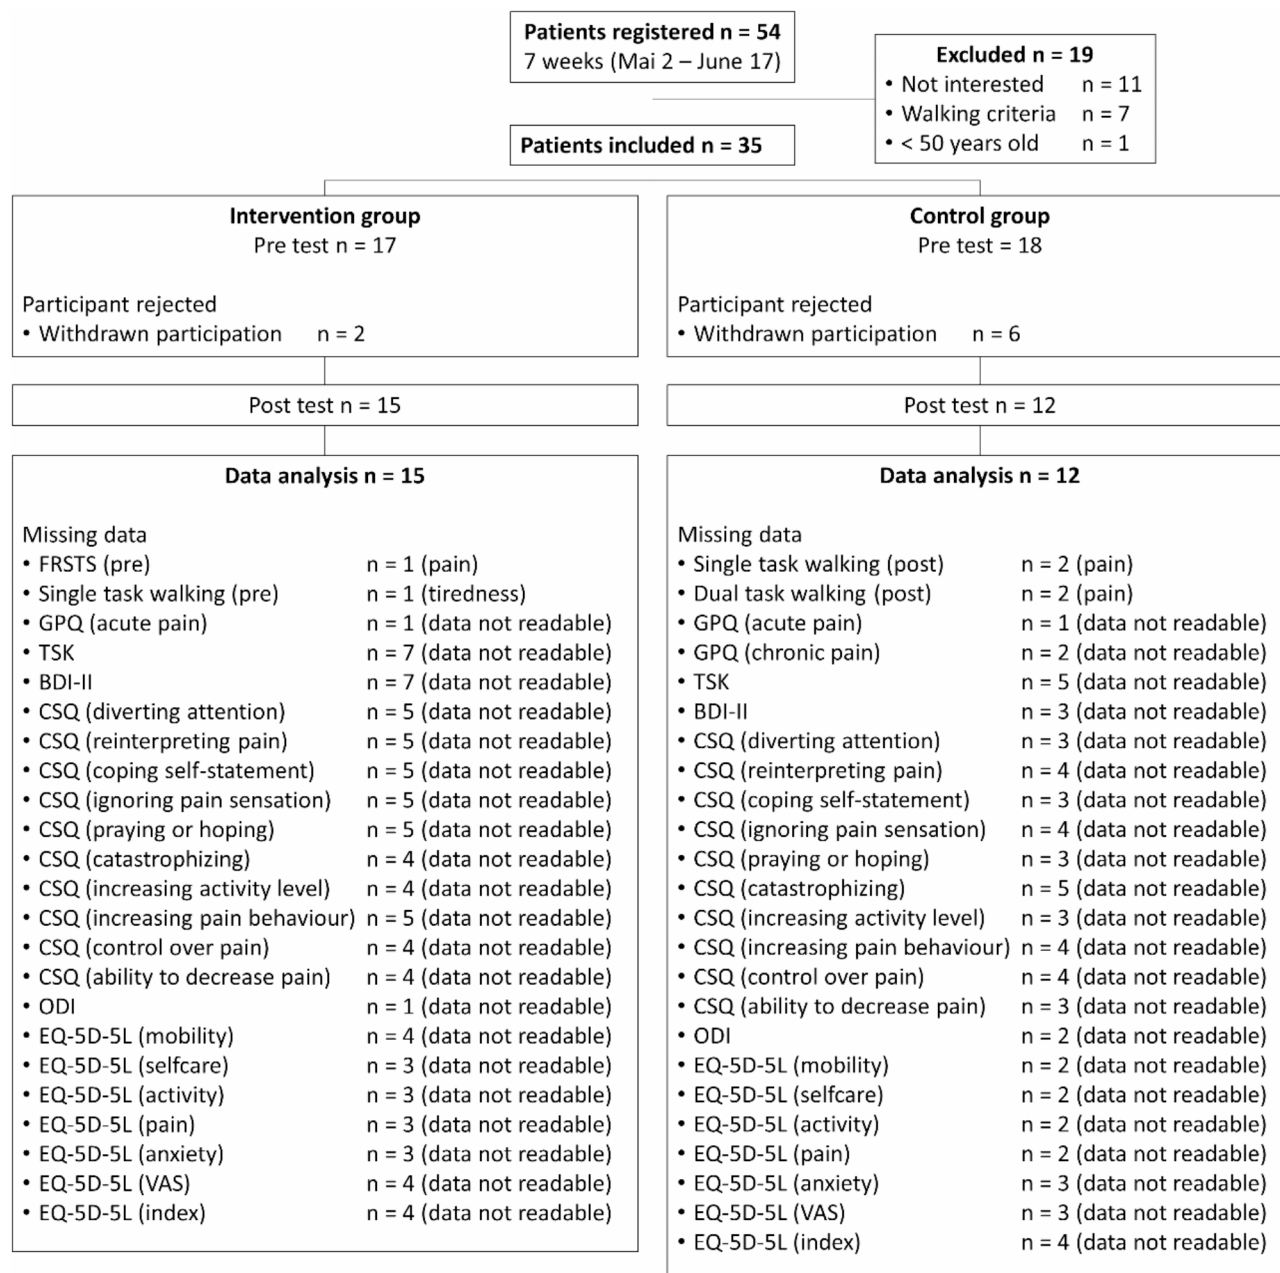 Patients registered n = 54
7 weeks (Mai 2 – June 17)
Excluded n = 19
• Not interested n = 11
• Walking criteria n = 7
• < 50 years old n = 1
Patients included n = 35
Intervention group
Pre test n = 17
Participant rejected
• Withdrawn participation n = 2
Post test n = 15
Data analysis n = 15
Missing data
• FRSTS (pre) n = 1 (pain)
• Single task walking (pre) n = 1 (tiredness)
• GPQ (acute pain) n = 1 (data not readable)
• TSK n = 7 (data not readable)
• BDI-II n = 7 (data not readable)
• CSQ (diverting attention) n = 5 (data not readable)
• CSQ (reinterpreting pain) n = 5 (data not readable)
• CSQ (coping self-statement) n = 5 (data not readable)
• CSQ (ignoring pain sensation) n = 5 (data not readable)
• CSQ (praying or hoping) n = 5 (data not readable)
• CSQ (catastrophizing) n = 4 (data not readable)
• CSQ (increasing activity level) n = 4 (data not readable)
• CSQ (increasing pain behaviour) n = 5 (data not readable)
• CSQ (control over pain) n = 4 (data not readable)
• CSQ (ability to decrease pain) n = 4 (data not readable)
• ODI n = 1 (data not readable)
• EQ-5D-5L (mobility) n = 4 (data not readable)
• EQ-5D-5L (selfcare) n = 3 (data not readable)
• EQ-5D-5L (activity) n = 3 (data not readable)
• EQ-5D-5L (pain) n = 3 (data not readable)
• EQ-5D-5L (anxiety) n = 3 (data not readable)
• EQ-5D-5L (VAS) n = 4 (data not readable)
• EQ-5D-5L (index) n = 4 (data not readable)
Control group
Pre test = 18
Participant rejected
• Withdrawn participation n = 6
Post test n = 12
Data analysis n = 12
Missing data
• Single task walking (post) n = 2 (pain)
• Dual task walking (post) n = 2 (pain)
• GPQ (acute pain) n = 1 (data not readable)
• GPQ (chronic pain) n = 2 (data not readable)
• TSK n = 5 (data not readable)
• BDI-II n = 3 (data not readable)
• CSQ (diverting attention) n = 3 (data not readable)
• CSQ (reinterpreting pain) n = 4 (data not readable)
• CSQ (coping self-statement) n = 3 (data not readable)
• CSQ (ignoring pain sensation) n = 4 (data not readable)
• CSQ (praying or hoping) n = 3 (data not readable)
• CSQ (catastrophizing) n = 5 (data not readable)
• CSQ (increasing activity level) n = 3 (data not readable)
• CSQ (increasing pain behaviour) n = 4 (data not readable)
• CSQ (control over pain) n = 4 (data not readable)
• CSQ (ability to decrease pain) n = 3 (data not readable)
• ODI n = 2 (data not readable)
• EQ-5D-5L (mobility) n = 2 (data not readable)
• EQ-5D-5L (selfcare) n = 2 (data not readable)
• EQ-5D-5L (activity) n = 2 (data not readable)
• EQ-5D-5L (pain) n = 2 (data not readable)
• EQ-5D-5L (anxiety) n = 3 (data not readable)
• EQ-5D-5L (VAS) n = 3 (data not readable)
• EQ-5D-5L (index) n = 4 (data not readable)